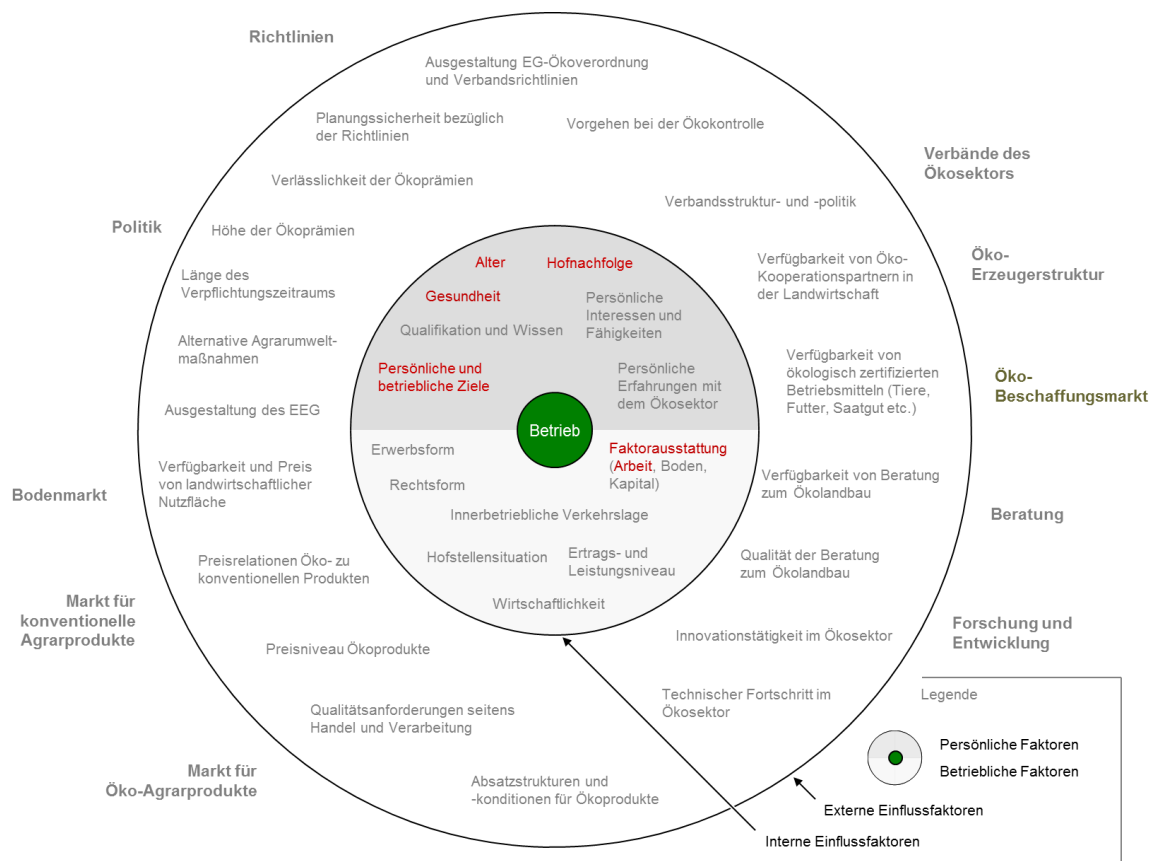 Richtlinien
Ausgestaltung EG-Ökoverordnung
und Verbandsrichtlinien
Planungssicherheit bezüglich
der Richtlinien
Vorgehen bei der Ökokontrolle
Verbände des
Ökosektors
Verlässlichkeit der Ökoprämien
Verbandsstruktur- und -politik
Politik
Höhe der Ökoprämien
Öko-
Erzeugerstruktur
Verfügbarkeit von Öko-
Kooperationspartnern in
der Landwirtschaft
Länge des
Verpflichtungszeitraums
Alter
Hofnachfolge
Gesundheit
Persönliche
Interessen und
Fähigkeiten
Qualifikation und Wissen
Alternative Agrarumwelt-
maßnahmen
Persönliche und
betriebliche Ziele
Persönliche
Erfahrungen mit
dem Ökosektor
Verfügbarkeit von
ökologisch zertifizierten
Betriebsmitteln (Tiere,
Futter, Saatgut etc.)
Öko-
Beschaffungsmarkt
Ausgestaltung des EEG
Betrieb
Erwerbsform
Faktorausstattung
(Arbeit, Boden,
Kapital)
Rechtsform
Verfügbarkeit und Preis
von landwirtschaftlicher
Nutzfläche
Bodenmarkt
Verfügbarkeit von Beratung
zum Ökolandbau
Innerbetriebliche Verkehrslage
Beratung
Hofstellensituation
Ertrags- und
Leistungsniveau
Preisrelationen Öko- zu
konventionellen Produkten
Qualität der Beratung
zum Ökolandbau
Wirtschaftlichkeit
Markt für
konventionelle
Agrarprodukte
Innovationstätigkeit im Ökosektor
Forschung und
Entwicklung
Preisniveau Ökoprodukte
Technischer Fortschritt im
Ökosektor
Qualitätsanforderungen seitens
Handel und Verarbeitung
Markt für
Öko-Agrarprodukte
Absatzstrukturen und
-konditionen für Ökoprodukte
Legende
Persönliche Faktoren
Betriebliche Faktoren
Externe Einflussfaktoren
Interne Einflussfaktoren